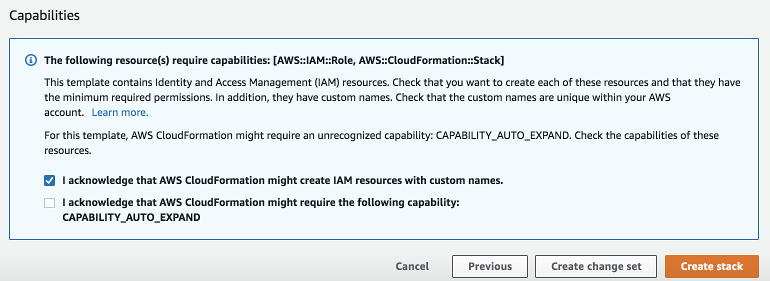 Capabilities
The following resource(s) require capabilities: [AWS::IAM::Role, AWS::CloudFormation::Stack]
This template contains Identity and Access Management (IAM) resources. Check that you want to create each of these resources and that they have
the minimum required permissions. In addition, they have custom names. Check that the custom names are unique within your AWS
account. Learn more.
For this template, AWS CloudFormation might require an unrecognized capability: CAPABILITY_AUTO_EXPAND. Check the capabilities of these
resources.
I acknowledge that AWS CloudFormation might create IAM resources with custom names.
I acknowledge that AWS CloudFormation might require the following capability:
CAPABILITY_AUTO_EXPAND
Cancel Previous Create change set Create stack